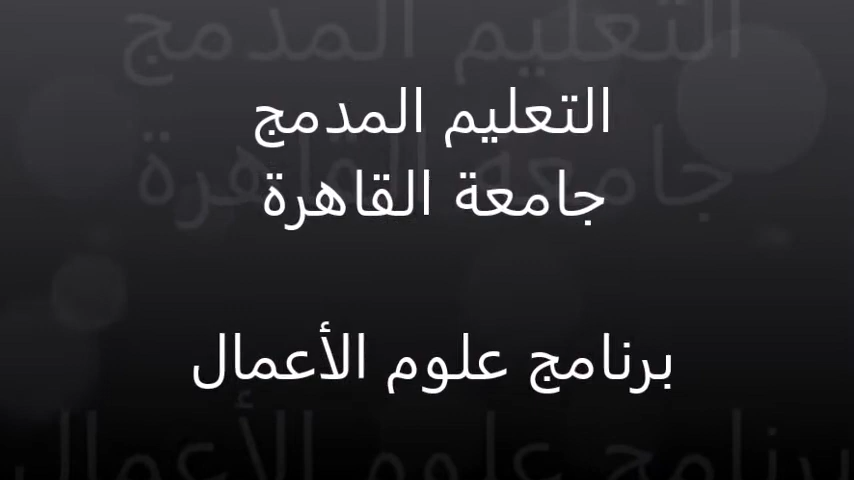 التعليم المدمج
جامعة القاهرة
برنامج علوم الأعمال